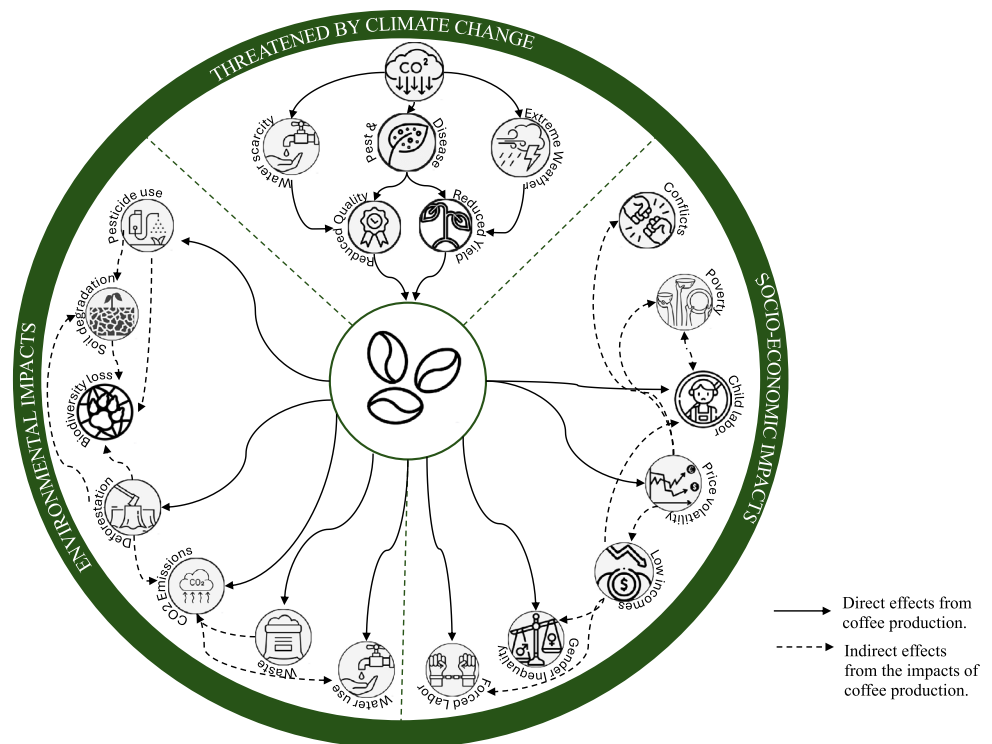 THREATENED BY CLIMATE CHANGE
CO²
Water scarcity
Pest &
Disease
Extreme Weather
Reduced Quality
Reduced Yield
ENVIRONMENTAL IMPACTS
Pesticide use
Soil degradation
Biodiversity loss
Deforestation
CO2 Emissions
CO₂
Waste
Water use
SOCIO-ECONOMIC IMPACTS
Conflicts
Poverty
Child labor
Price volatility
€
$
Low incomes
$
Gender Inequality
Forced Labor
Direct effects from
coffee production.
Indirect effects
from the impacts of
coffee production.